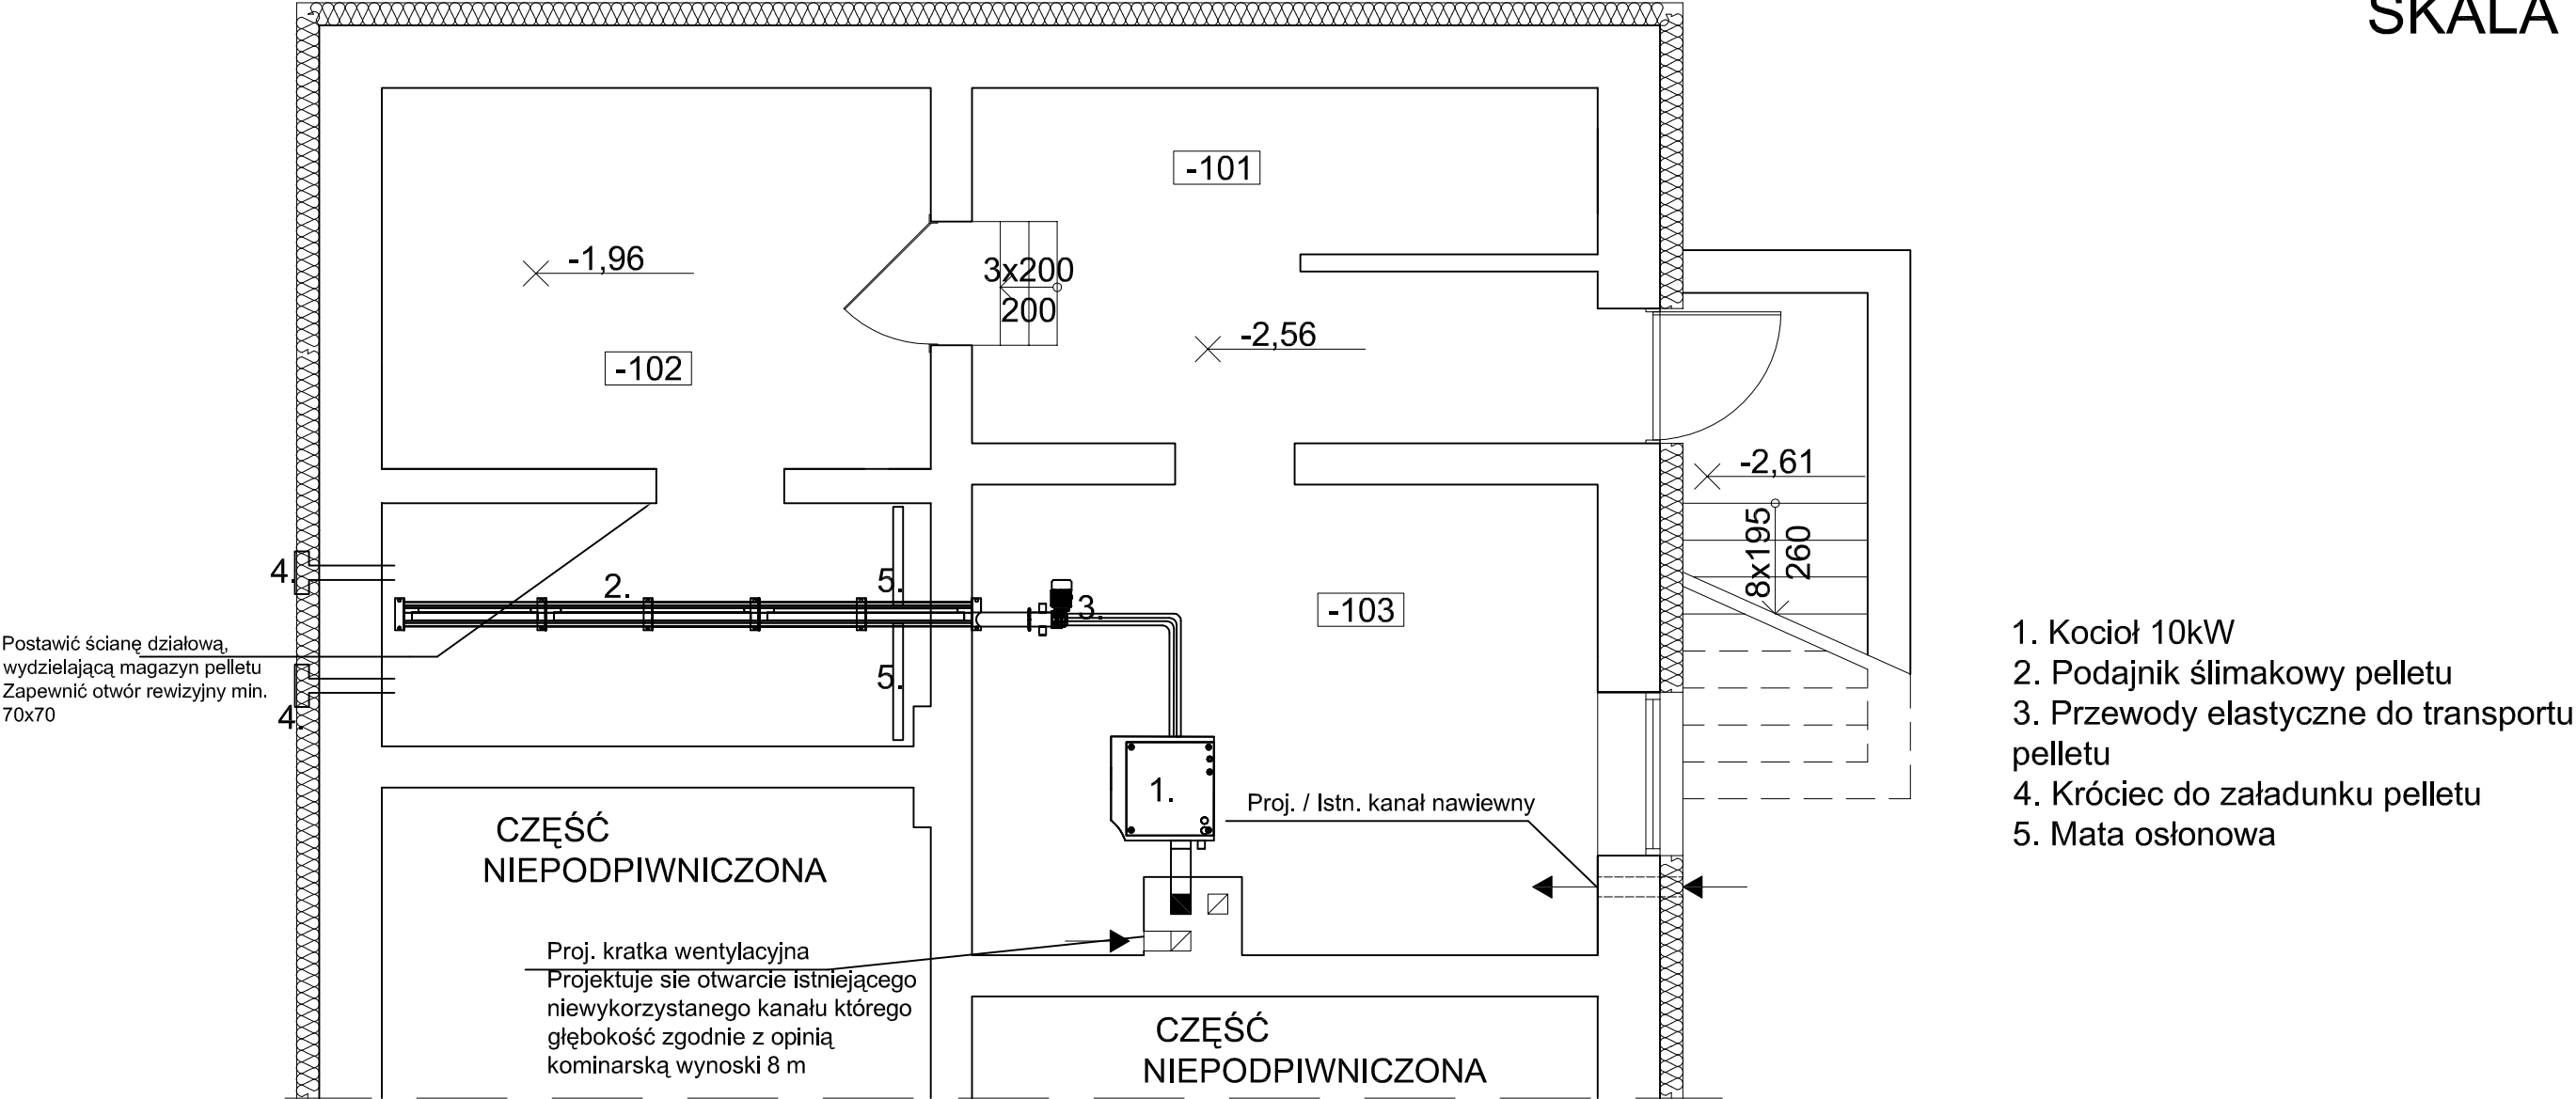 SKALA
-101
-1,96
3x200
200
-2,56
-102
-2,61
8x195
260
4.
2.
5.
3.
-103
Postawić ścianę działową,
wydzielającą magazyn pelletu
Zapewnić otwór rewizyjny min.
70x70
4.
5.
1.
Proj. / Istn. kanał nawiewny
1. Kocioł 10kW
2. Podajnik ślimakowy pelletu
3. Przewody elastyczne do transportu
pelletu
4. Króciec do załadunku pelletu
5. Mata osłonowa
CZĘŚĆ
NIEPODPIWNICZONA
Proj. kratka wentylacyjna
Projektuje sie otwarcie istniejącego
niewykorzystanego kanału którego
głębokość zgodnie z opinią
kominarską wynoski 8 m
CZĘŚĆ
NIEPODPIWNICZONA